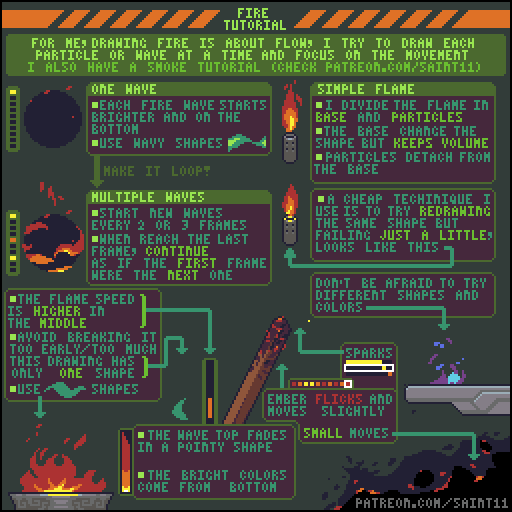 FIRE
TUTORIAL
FOR ME, DRAWING FIRE IS ABOUT FLOW, I TRY TO DRAW EACH
PARTICLE OR WAVE AT A TIME AND FOCUS ON THE MOVEMENT
I ALSO HAVE A SMOKE TUTORIAL (CHECK PATREON.COM/SAINT11)
ONE WAVE
EACH FIRE WAVE STARTS
BRIGHTER AND ON THE
BOTTOM
USE WAVY SHAPES
MAKE IT LOOP?
MULTIPLE WAVES
START NEW WAVES
EVERY 2 OR 3 FRAMES
WHEN REACH THE LAST
FRAME, CONTINUE
AS IF THE FIRST FRAME
WERE THE NEXT ONE
SIMPLE FLAME
I DIVIDE THE FLAME IN
BASE AND PARTICLES
THE BASE CHANGE THE
SHAPE BUT KEEPS VOLUME
PARTICLES DETACH FROM
THE BASE
A CHEAP TECHINIQUE I
USE IS TO TRY REDRAWING
THE SAME SHAPE BUT
FAILING JUST A LITTLE,
LOOKS LIKE THIS
DON'T BE AFRAID TO TRY
DIFFERENT SHAPES AND
COLORS
THE FLAME SPEED
IS HIGHER IN
THE MIDDLE
AVOID BREAKING IT
TOO EARLY/TOO MUCH
THIS DRAWING HAS
ONLY ONE SHAPE
USE SHAPES
SPARKS
EMBER FLICKS AND
MOVES SLIGHTLY
SMALL MOVES
THE WAVE TOP FADES
IN A POINTY SHAPE
THE BRIGHT COLORS
COME FROM BOTTOM
PATREON.COM/SAINT11